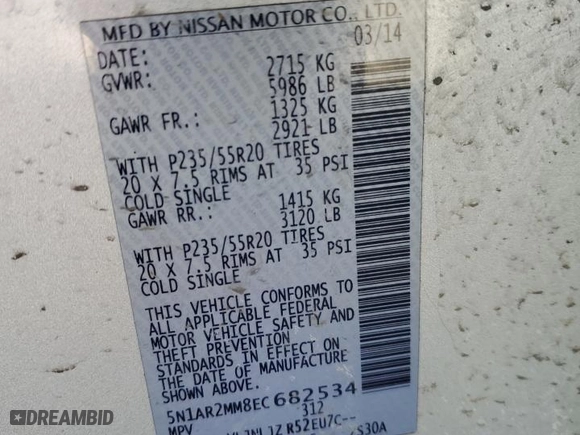 MFD BY NISSAN MOTOR CO., LTD.
DATE: 03/14
GVWR: 2715 KG
5986 LB
GAWR FR.: 1325 KG
2921 LB
WITH P235/55R20 TIRES
20 X 7.5 RIMS AT 35 PSI
COLD SINGLE
GAWR RR.: 1415 KG
3120 LB
WITH P235/55R20 TIRES
20 X 7.5 RIMS AT 35 PSI
COLD SINGLE
THIS VEHICLE CONFORMS TO
ALL APPLICABLE FEDERAL
MOTOR VEHICLE SAFETY AND
THEFT PREVENTION
STANDARDS IN EFFECT ON
THE DATE OF MANUFACTURE
SHOWN ABOVE.
5N1AR2MM8EC682534
MPV 312
R52EU7C--
S30A
DREAMBID